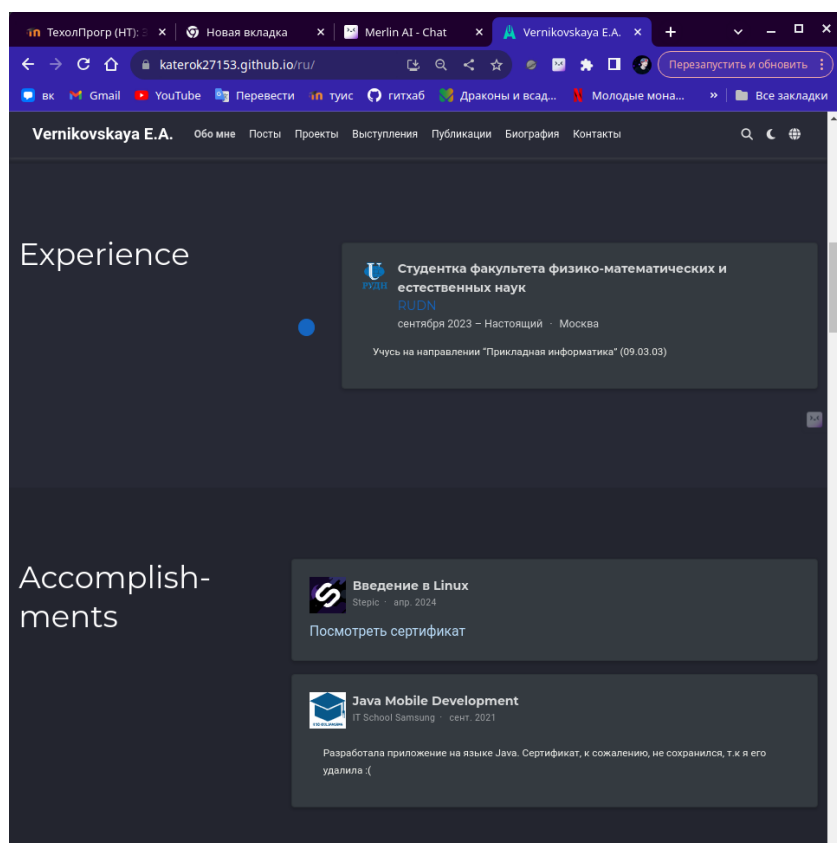 ТехолПрогр (НТ): Э
Новая вкладка
Merlin AI - Chat
Vernikovskaya E.A.
katerok27153.github.io/ru/
Перезапустить и обновить
вк
Gmail
YouTube
Перевести
туис
гитхаб
Драконы и всад...
Молодые мона...
»
Все закладки
Vernikovskaya E.A.
Обо мне
Посты
Проекты
Выступления
Публикации
Биография
Контакты
Experience
РУДН
Студентка факультета физико-математических и
естественных наук
RUDN
сентября 2023 – Настоящий · Москва
Учусь на направлении “Прикладная информатика” (09.03.03)
Accomplish-
ments
Введение в Linux
Stepic · апр. 2024
Посмотреть сертификат
Java Mobile Development
IT School Samsung · сент. 2021
Разработала приложение на языке Java. Сертификат, к сожалению, не сохранился, т.к я его
удалила :(